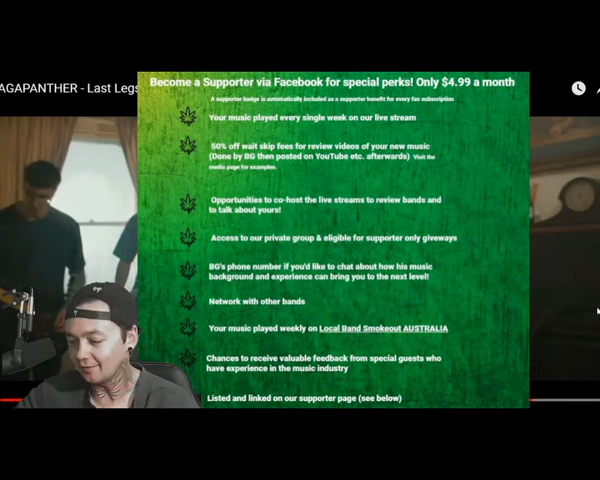 AGAPANTHER - Last Legs
Become a Supporter via Facebook for special perks! Only $4.99 a month
A supporter badge is automatically included as a supporter benefit for every fan subscription
Your music played every single week on our live stream
50% off wait skip fees for review videos of your new music
(Done by BG then posted on YouTube etc. afterwards) Visit the
media page for examples.
Opportunities to co-host the live streams to review bands and
to talk about yours!
Access to our private group & eligible for supporter only giveways
BG's phone number if you'd like to chat about how his music
background and experience can bring you to the next level!
Network with other bands
Your music played weekly on Local Band Smokeout AUSTRALIA
Chances to receive valuable feedback from special guests who
have experience in the music industry
Listed and linked on our supporter page (see below)